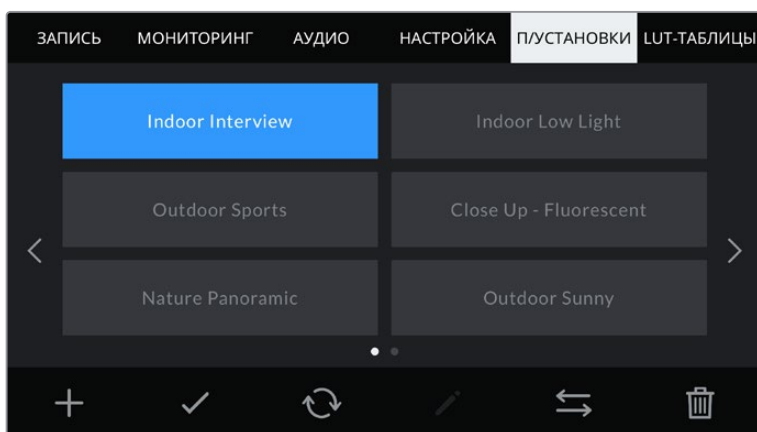 ЗАПИСЬ МОНИТОРИНГ АУДИО НАСТРОЙКА П/УСТАНОВКИ LUT-ТАБЛИЦЫ
Indoor Interview Indoor Low Light
Outdoor Sports Close Up - Fluorescent
Nature Panoramic Outdoor Sunny